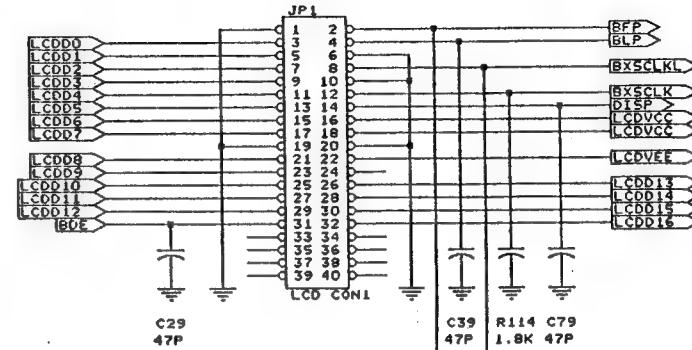 JP1
1 2 BFP
LCDD0 3 4 BLP
LCDD1 5 6
LCDD2 7 8 BXSCLKL
LCDD3 9 10
LCDD4 11 12 BXSCLK
LCDD5 13 14 DISP
LCDD6 15 16 LCDVCC
LCDD7 17 18 LCDVCC
19 20
LCDD8 21 22 LCDVEE
LCDD9 23 24
LCDD10 25 26 LCDD13
LCDD11 27 28 LCDD14
LCDD12 29 30 LCDD15
BDE 31 32 LCDD16
33 34
35 36
37 38
39 40
LCD CON1
C29 C39 R114 C79
47P 47P 1.8K 47P